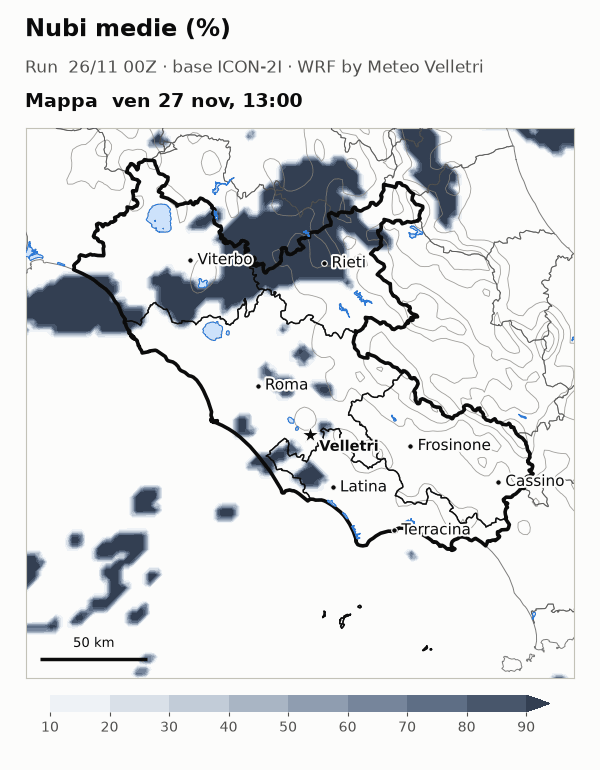 Nubi medie (%)
Run 26/11 00Z · base ICON-2I · WRF by Meteo Velletri
Mappa ven 27 nov, 13:00
Viterbo
Rieti
Roma
Velletri
Frosinone
Latina
Cassino
Terracina
50 km
10 20 30 40 50 60 70 80 90